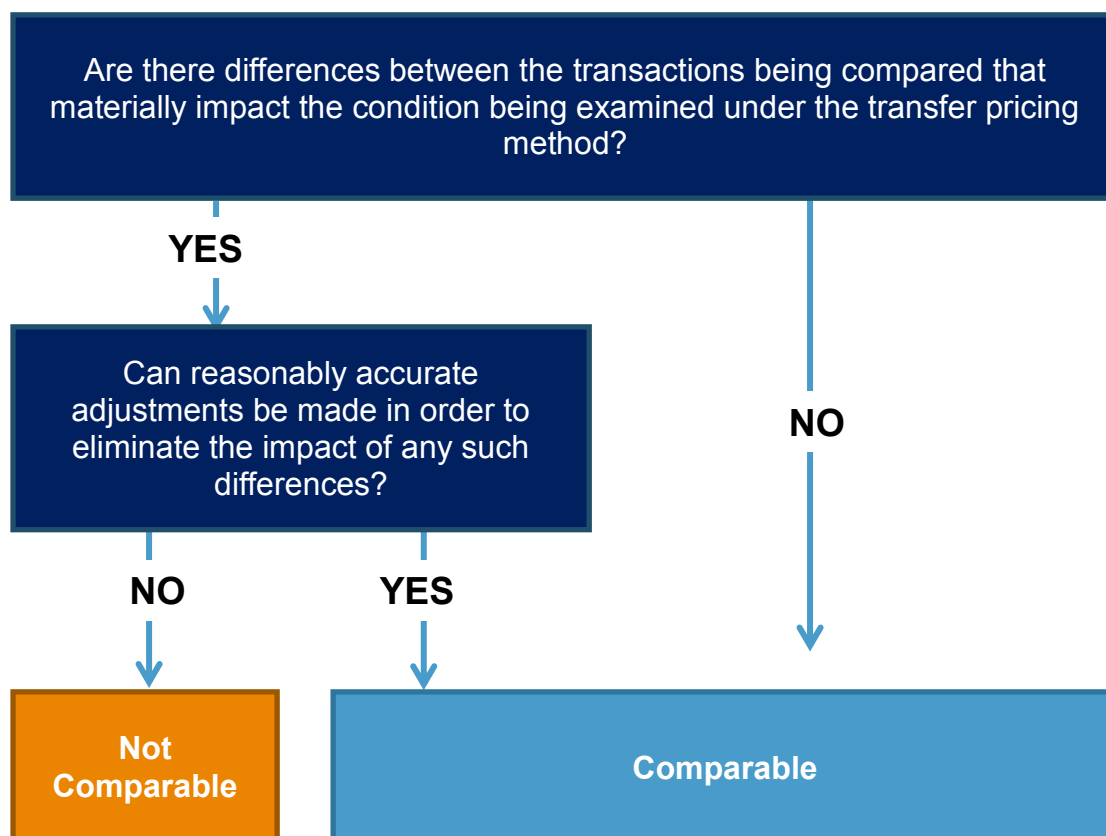 Are there differences between the transactions being compared that
materially impact the condition being examined under the transfer pricing
method?
YES
Can reasonably accurate
adjustments be made in order to
eliminate the impact of any such
differences?
NO
NO
YES
Not
Comparable
Comparable